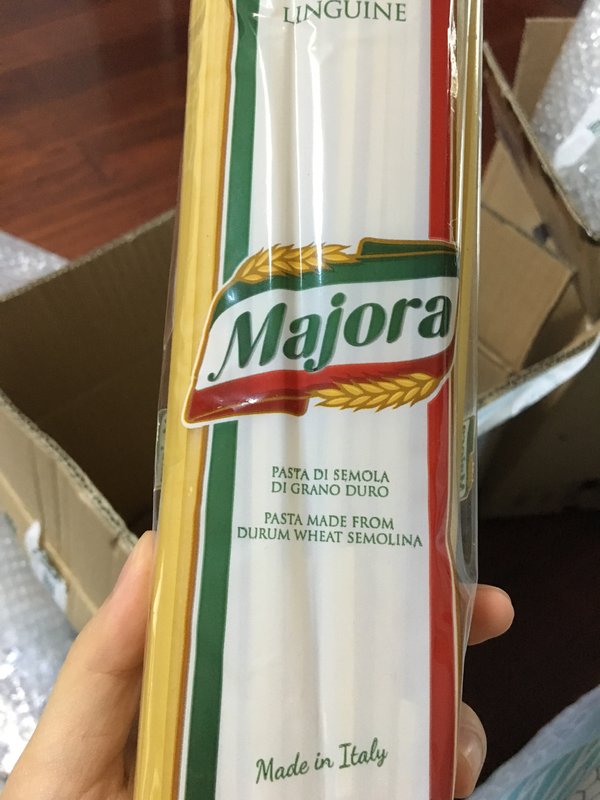 LINGUINE
Majora
PASTA DI SEMOLA
DI GRANO DURO
PASTA MADE FROM
DURUM WHEAT SEMOLINA
Made in Italy